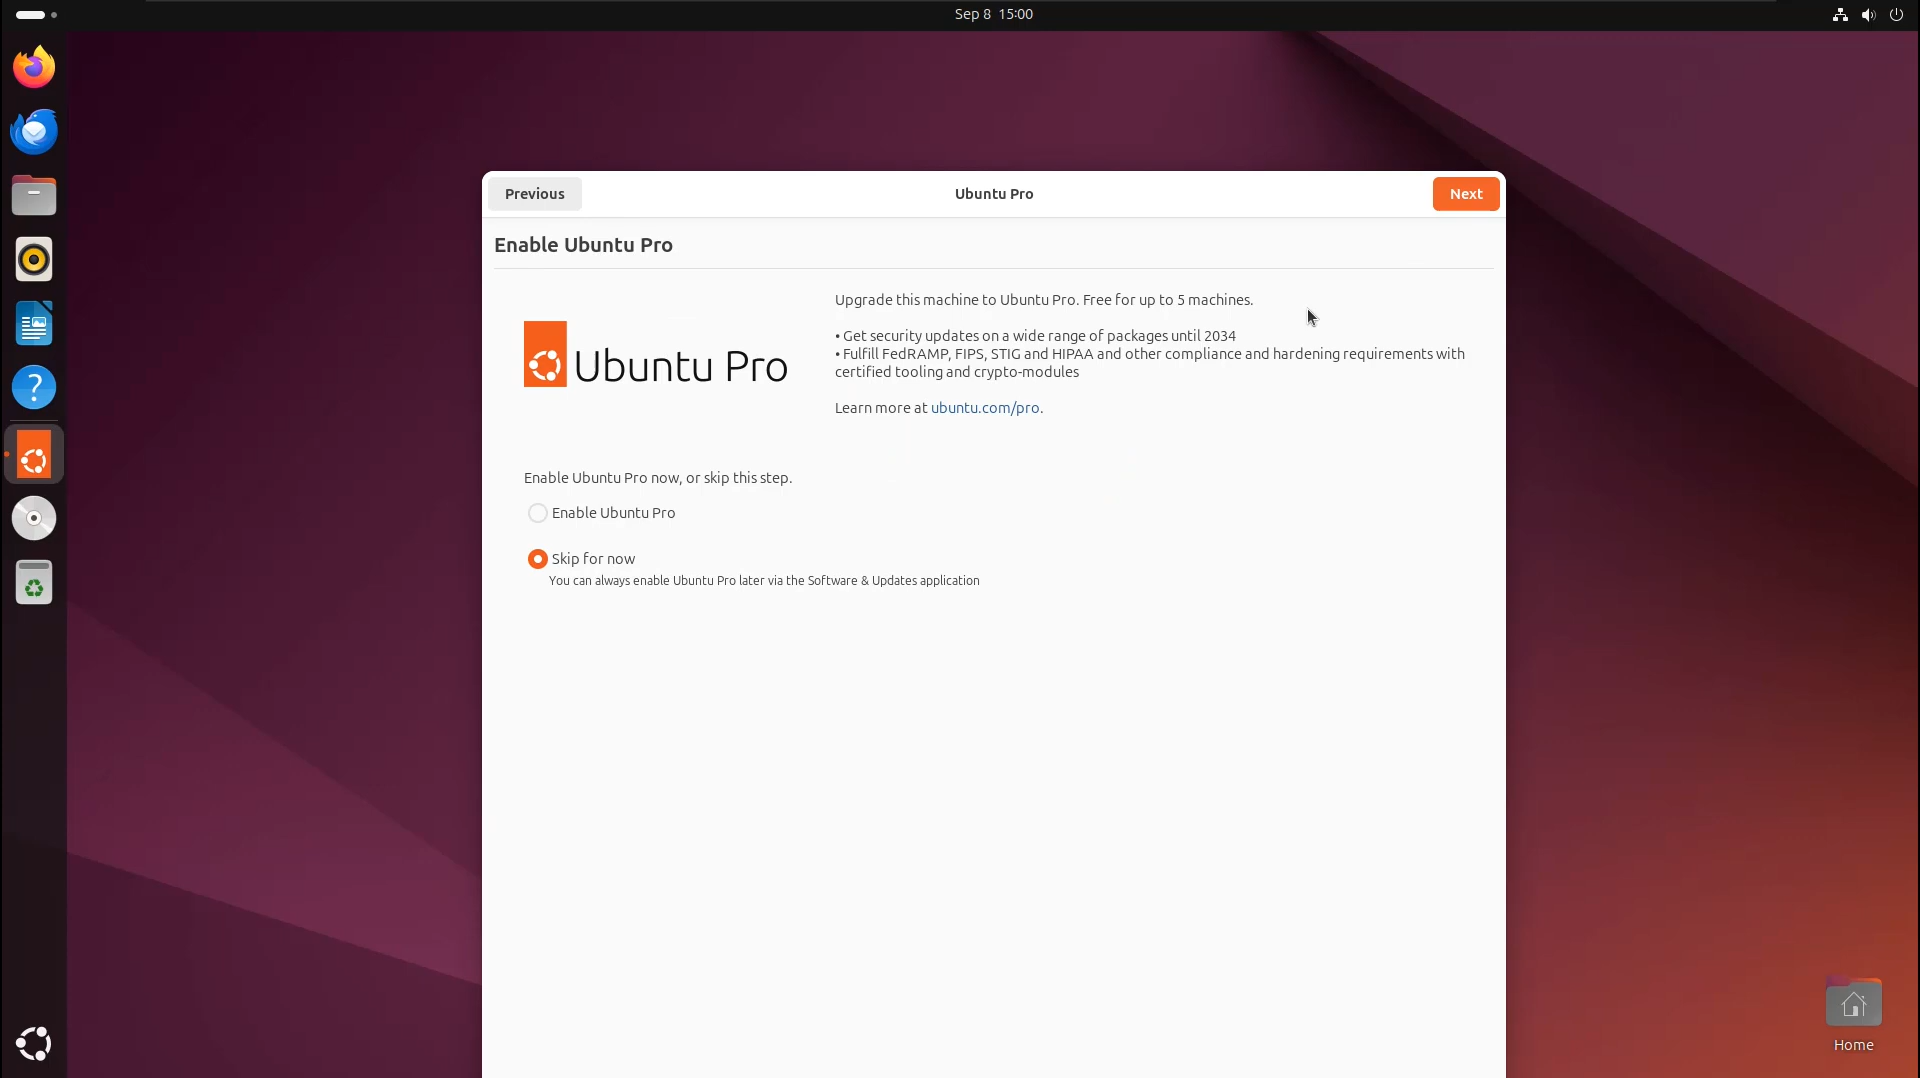 Sep 8 15:00
Previous
Ubuntu Pro
Next
Enable Ubuntu Pro
Ubuntu Pro
Upgrade this machine to Ubuntu Pro. Free for up to 5 machines.
• Get security updates on a wide range of packages until 2034
• Fulfill FedRAMP, FIPS, STIG and HIPAA and other compliance and hardening requirements with
certified tooling and crypto-modules
Learn more at ubuntu.com/pro.
Enable Ubuntu Pro now, or skip this step.
Enable Ubuntu Pro
Skip for now
You can always enable Ubuntu Pro later via the Software & Updates application
?
Home